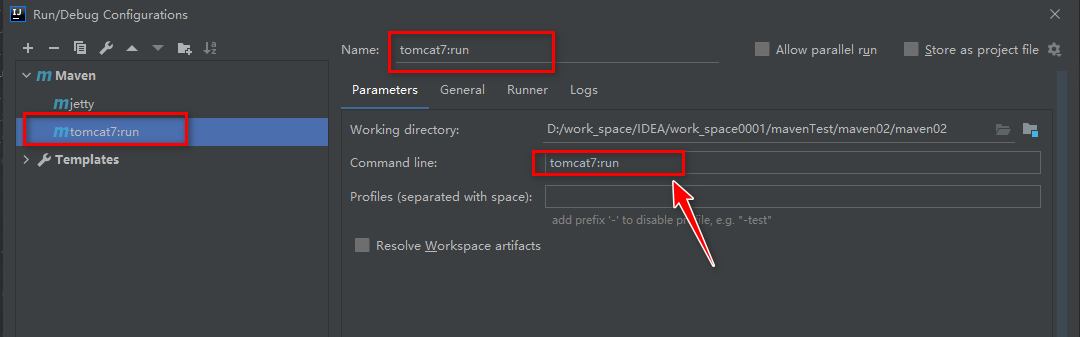 Run/Debug Configurations
Name: tomcat7:run Allow parallel run Store as project file
Maven
jetty
tomcat7:run
Templates
Parameters General Runner Logs
Working directory: D:/work_space/IDEA/work_space0001/mavenTest/maven02/maven02
Command line: tomcat7:run
Profiles (separated with space):
add prefix '-' to disable profile, e.g. "-test"
Resolve Workspace artifacts